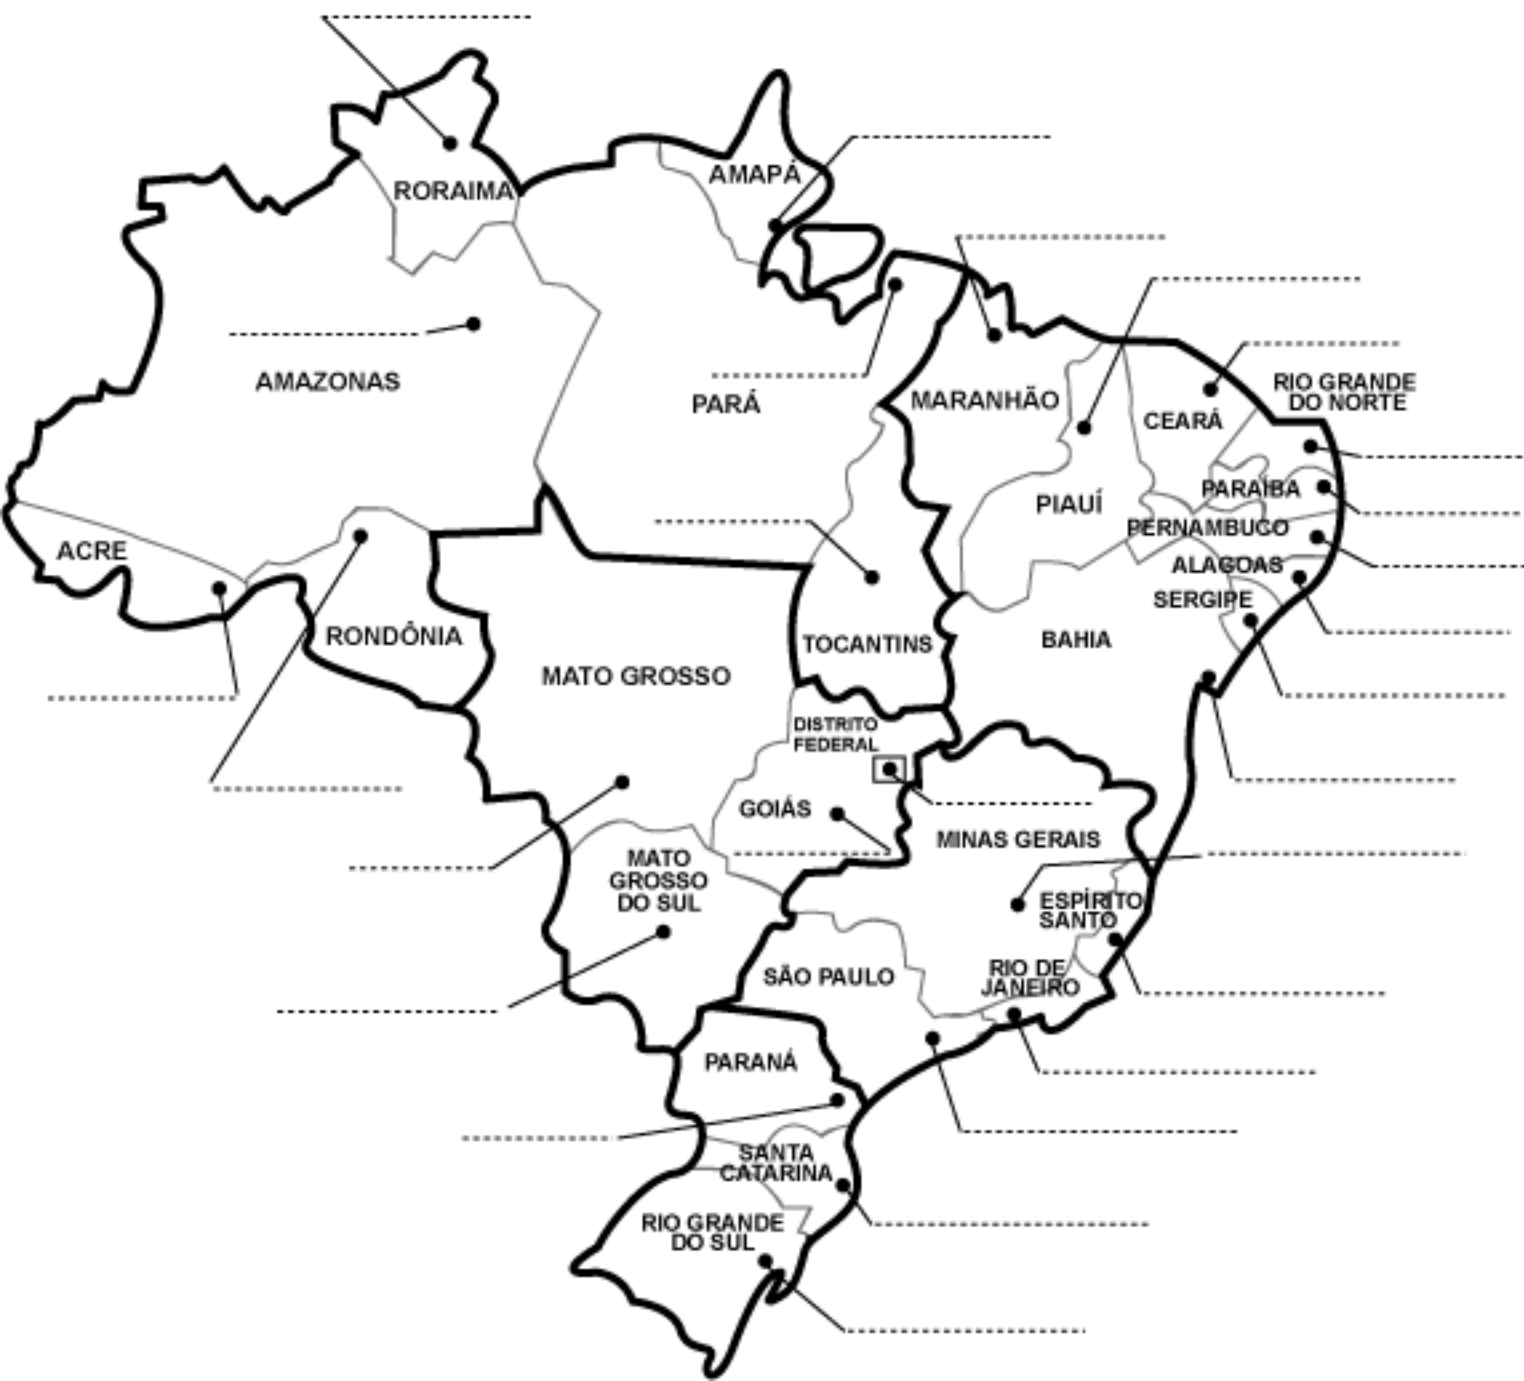 RORAIMA
AMAPÁ
AMAZONAS
PARÁ
MARANHÃO
CEARÁ
RIO GRANDE
DO NORTE
PIAUÍ
PARAÍBA
PERNAMBUCO
ALAGOAS
SERGIPE
ACRE
RONDÔNIA
TOCANTINS
BAHIA
MATO GROSSO
DISTRITO
FEDERAL
GOIÁS
MINAS GERAIS
MATO
GROSSO
DO SUL
ESPÍRITO
SANTO
SÃO PAULO
RIO DE
JANEIRO
PARANÁ
SANTA
CATARINA
RIO GRANDE
DO SUL